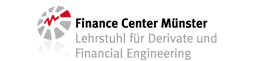 Finance Center Münster
Lehrstuhl für Derivate und
Financial Engineering